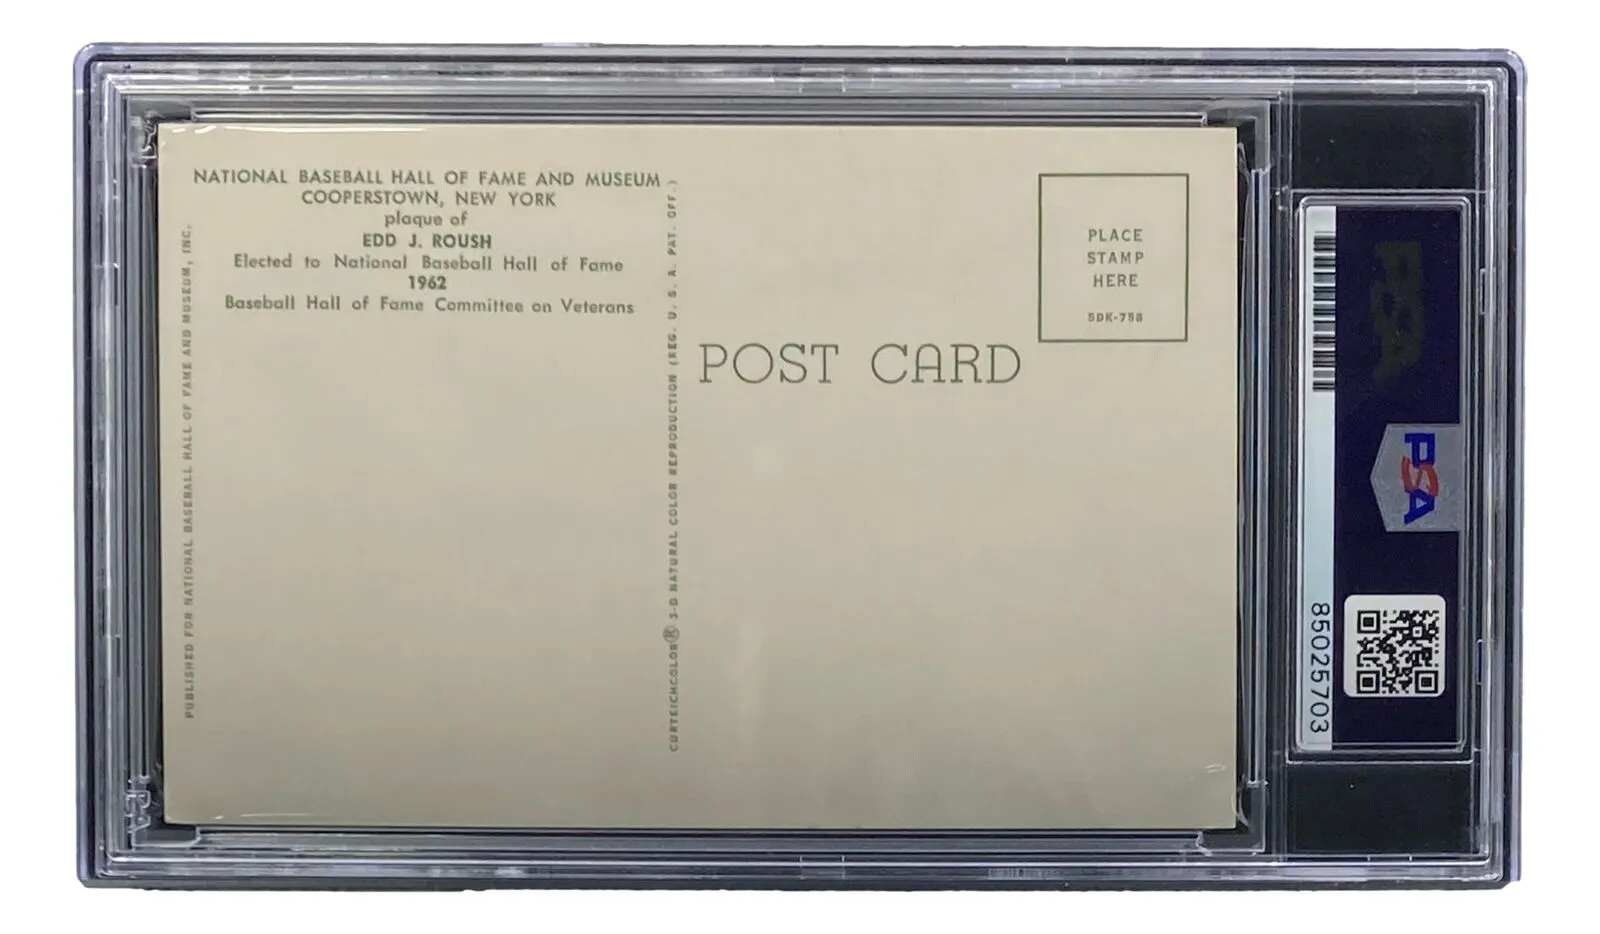 NATIONAL BASEBALL HALL OF FAME AND MUSEUM
COOPERSTOWN, NEW YORK
plaque of
EDD J. ROUSH
Elected to National Baseball Hall of Fame
1962
Baseball Hall of Fame Committee on Veterans
PUBLISHED FOR NATIONAL BASEBALL HALL OF FAME AND MUSEUM, INC.
CURTEICHCOLOR® 3-D NATURAL COLOR REPRODUCTION (REG. U. S. A. PAT. OFF.)
POST CARD
PLACE
STAMP
HERE
5DK-758
PSA
PSA
85025703
PSA